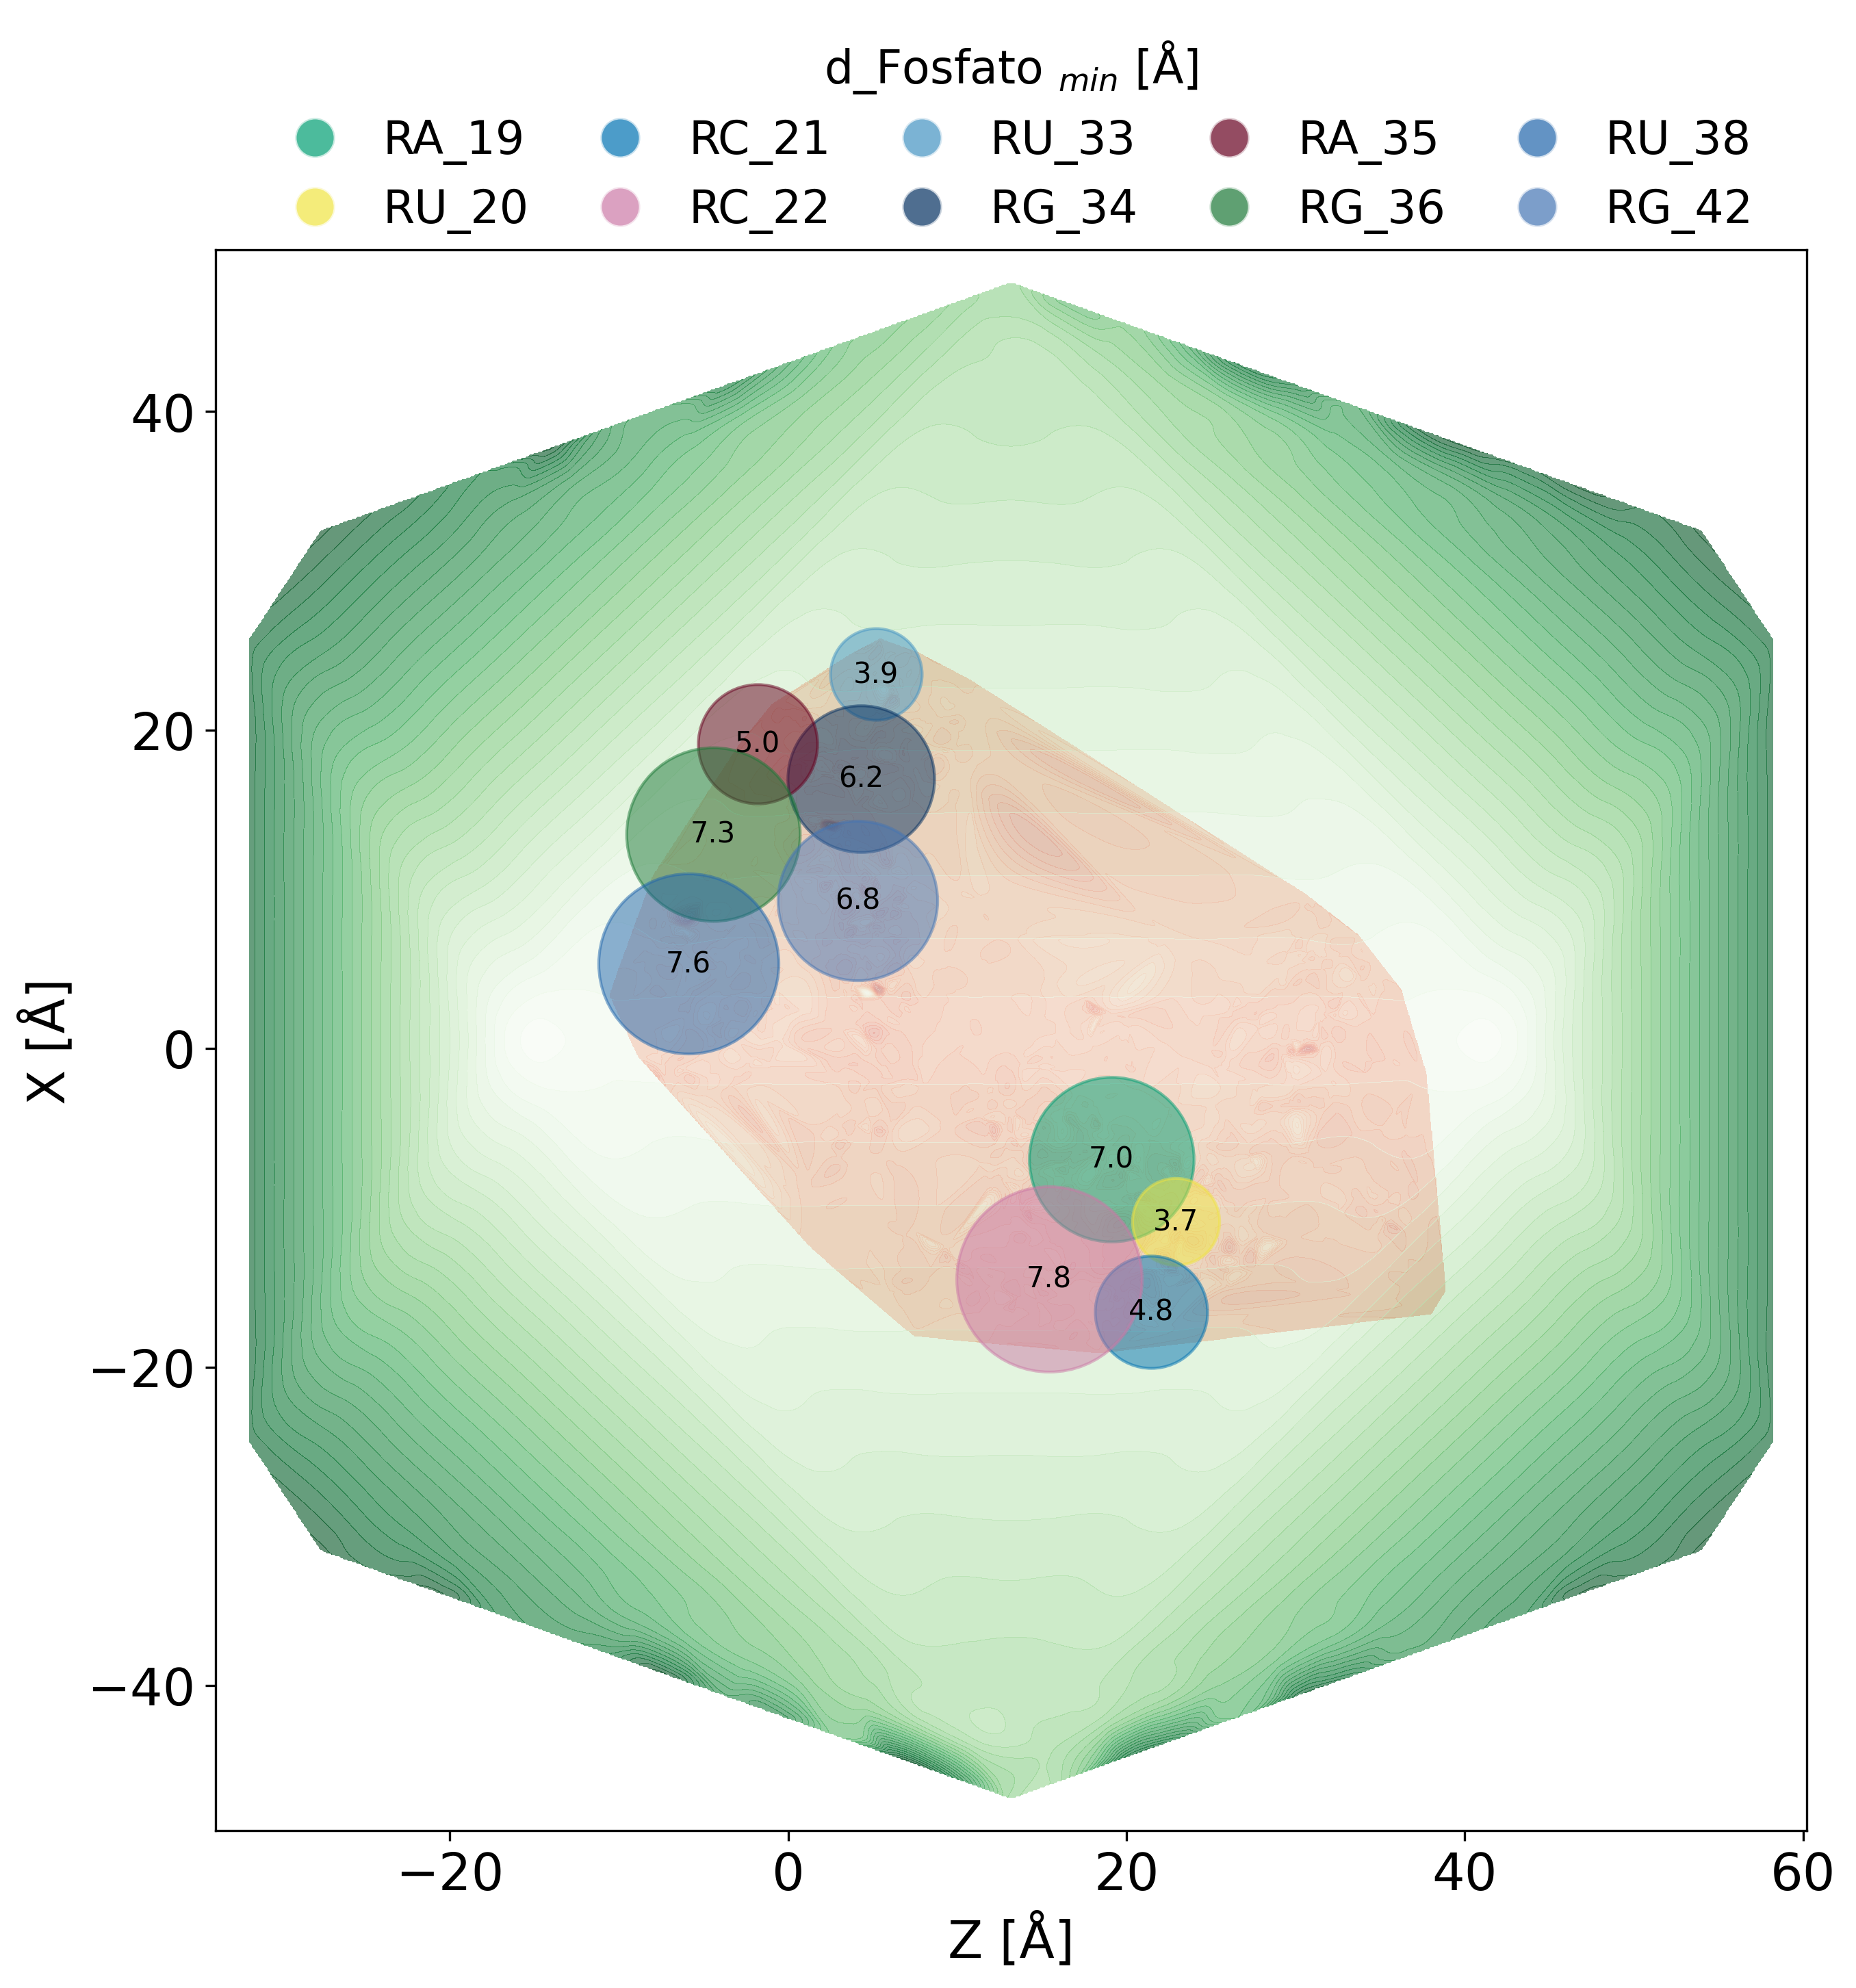 d_Fosfato min [Å]
RA_19 RC_21 RU_33 RA_35 RU_38
RU_20 RC_22 RG_34 RG_36 RG_42
40
20
0
−20
−40
X [Å]
3.9
5.0
6.2
7.3
6.8
7.6
7.0
3.7
7.8
4.8
−20 0 20 40 60
Z [Å]